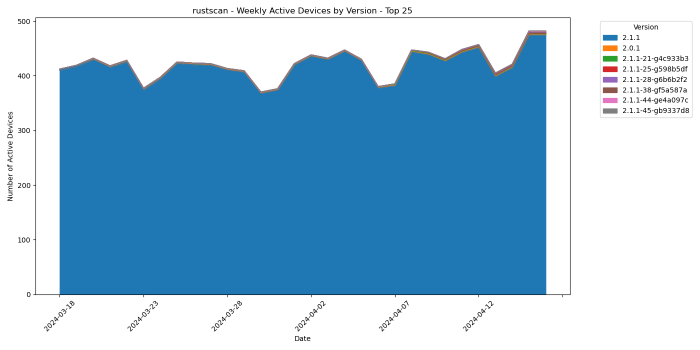 rustscan - Weekly Active Devices by Version - Top 25
Number of Active Devices
500
400
300
200
100
0
2024-03-18
2024-03-23
2024-03-28
2024-04-02
2024-04-07
2024-04-12
Date
Version
2.1.1
2.0.1
2.1.1-21-g4c933b3
2.1.1-25-g598b5df
2.1.1-28-g6b6b2f2
2.1.1-38-gf5a587a
2.1.1-44-ge4a097c
2.1.1-45-gb9337d8